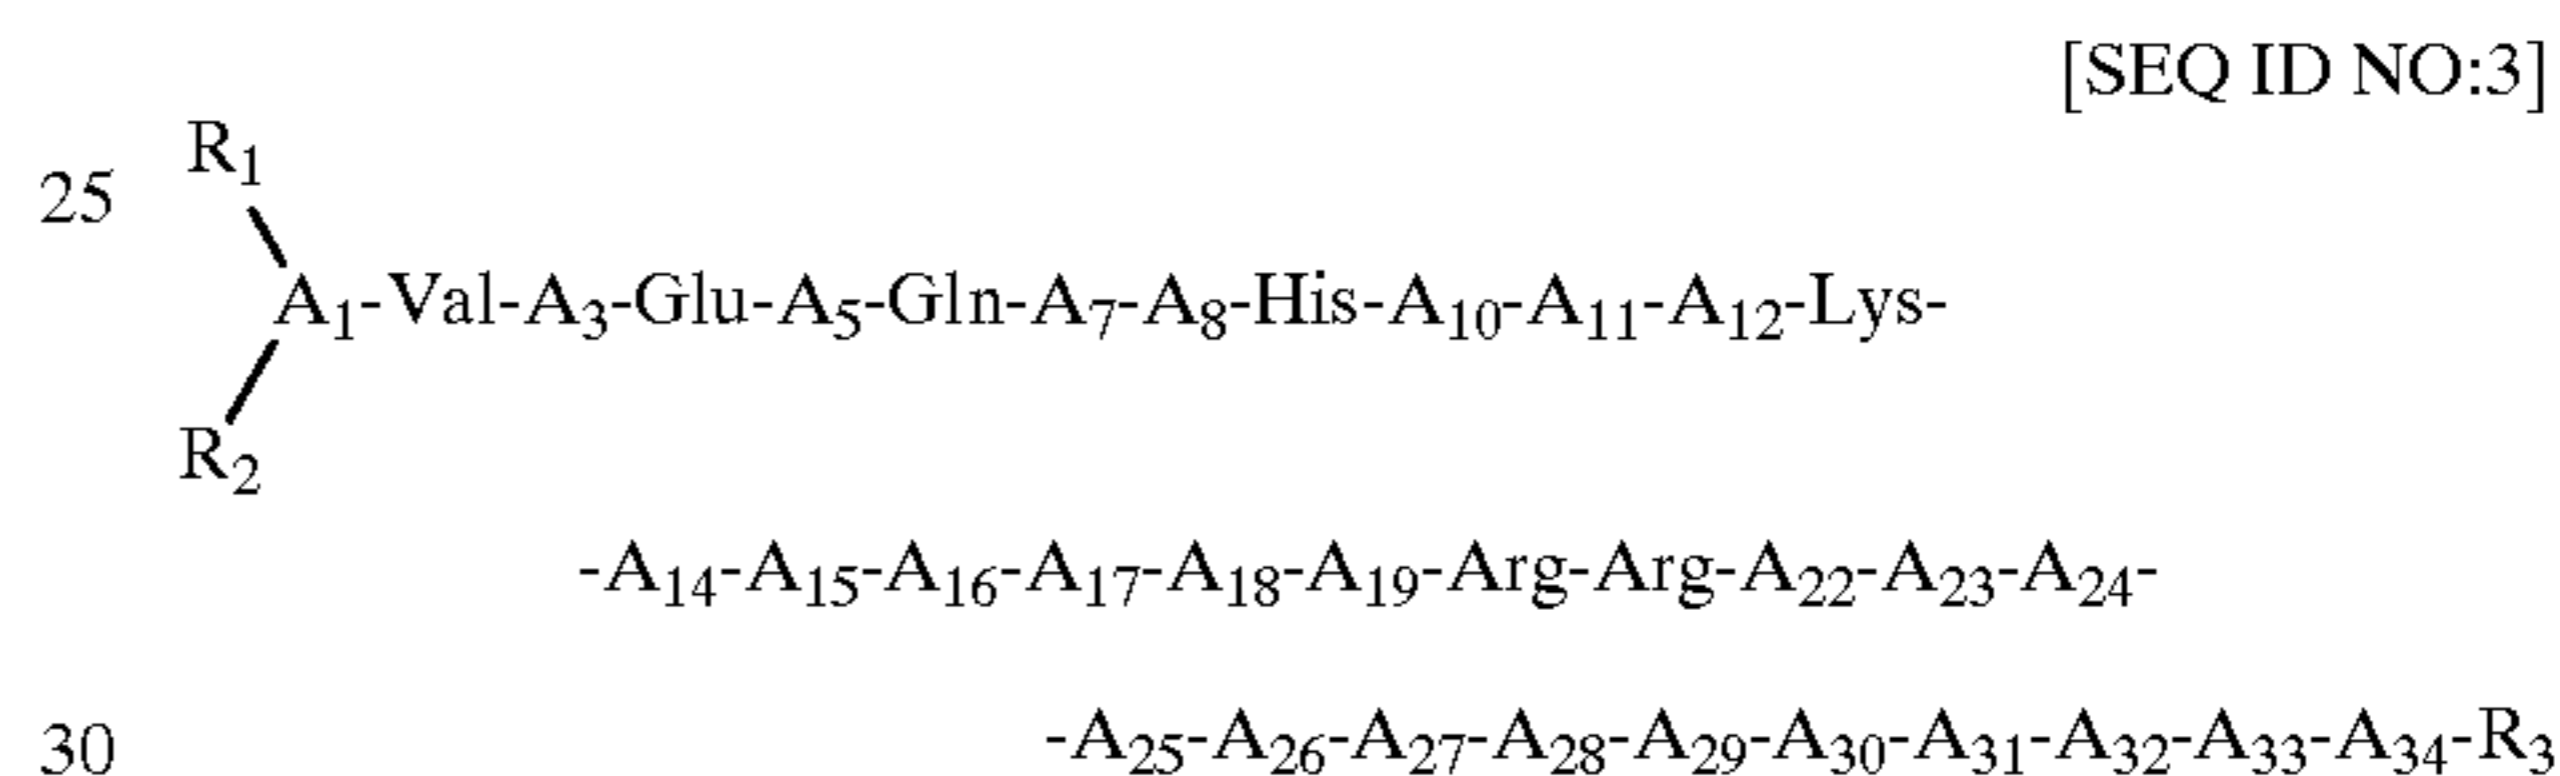 [SEQ ID NO:3]
R₁
25
A₁-Val-A₃-Glu-A₅-Gln-A₇-A₈-His-A₁₀-A₁₁-A₁₂-Lys-
R₂
-A₁₄-A₁₅-A₁₆-A₁₇-A₁₈-A₁₉-Arg-Arg-A₂₂-A₂₃-A₂₄-
30 -A₂₅-A₂₆-A₂₇-A₂₈-A₂₉-A₃₀-A₃₁-A₃₂-A₃₃-A₃₄-R₃